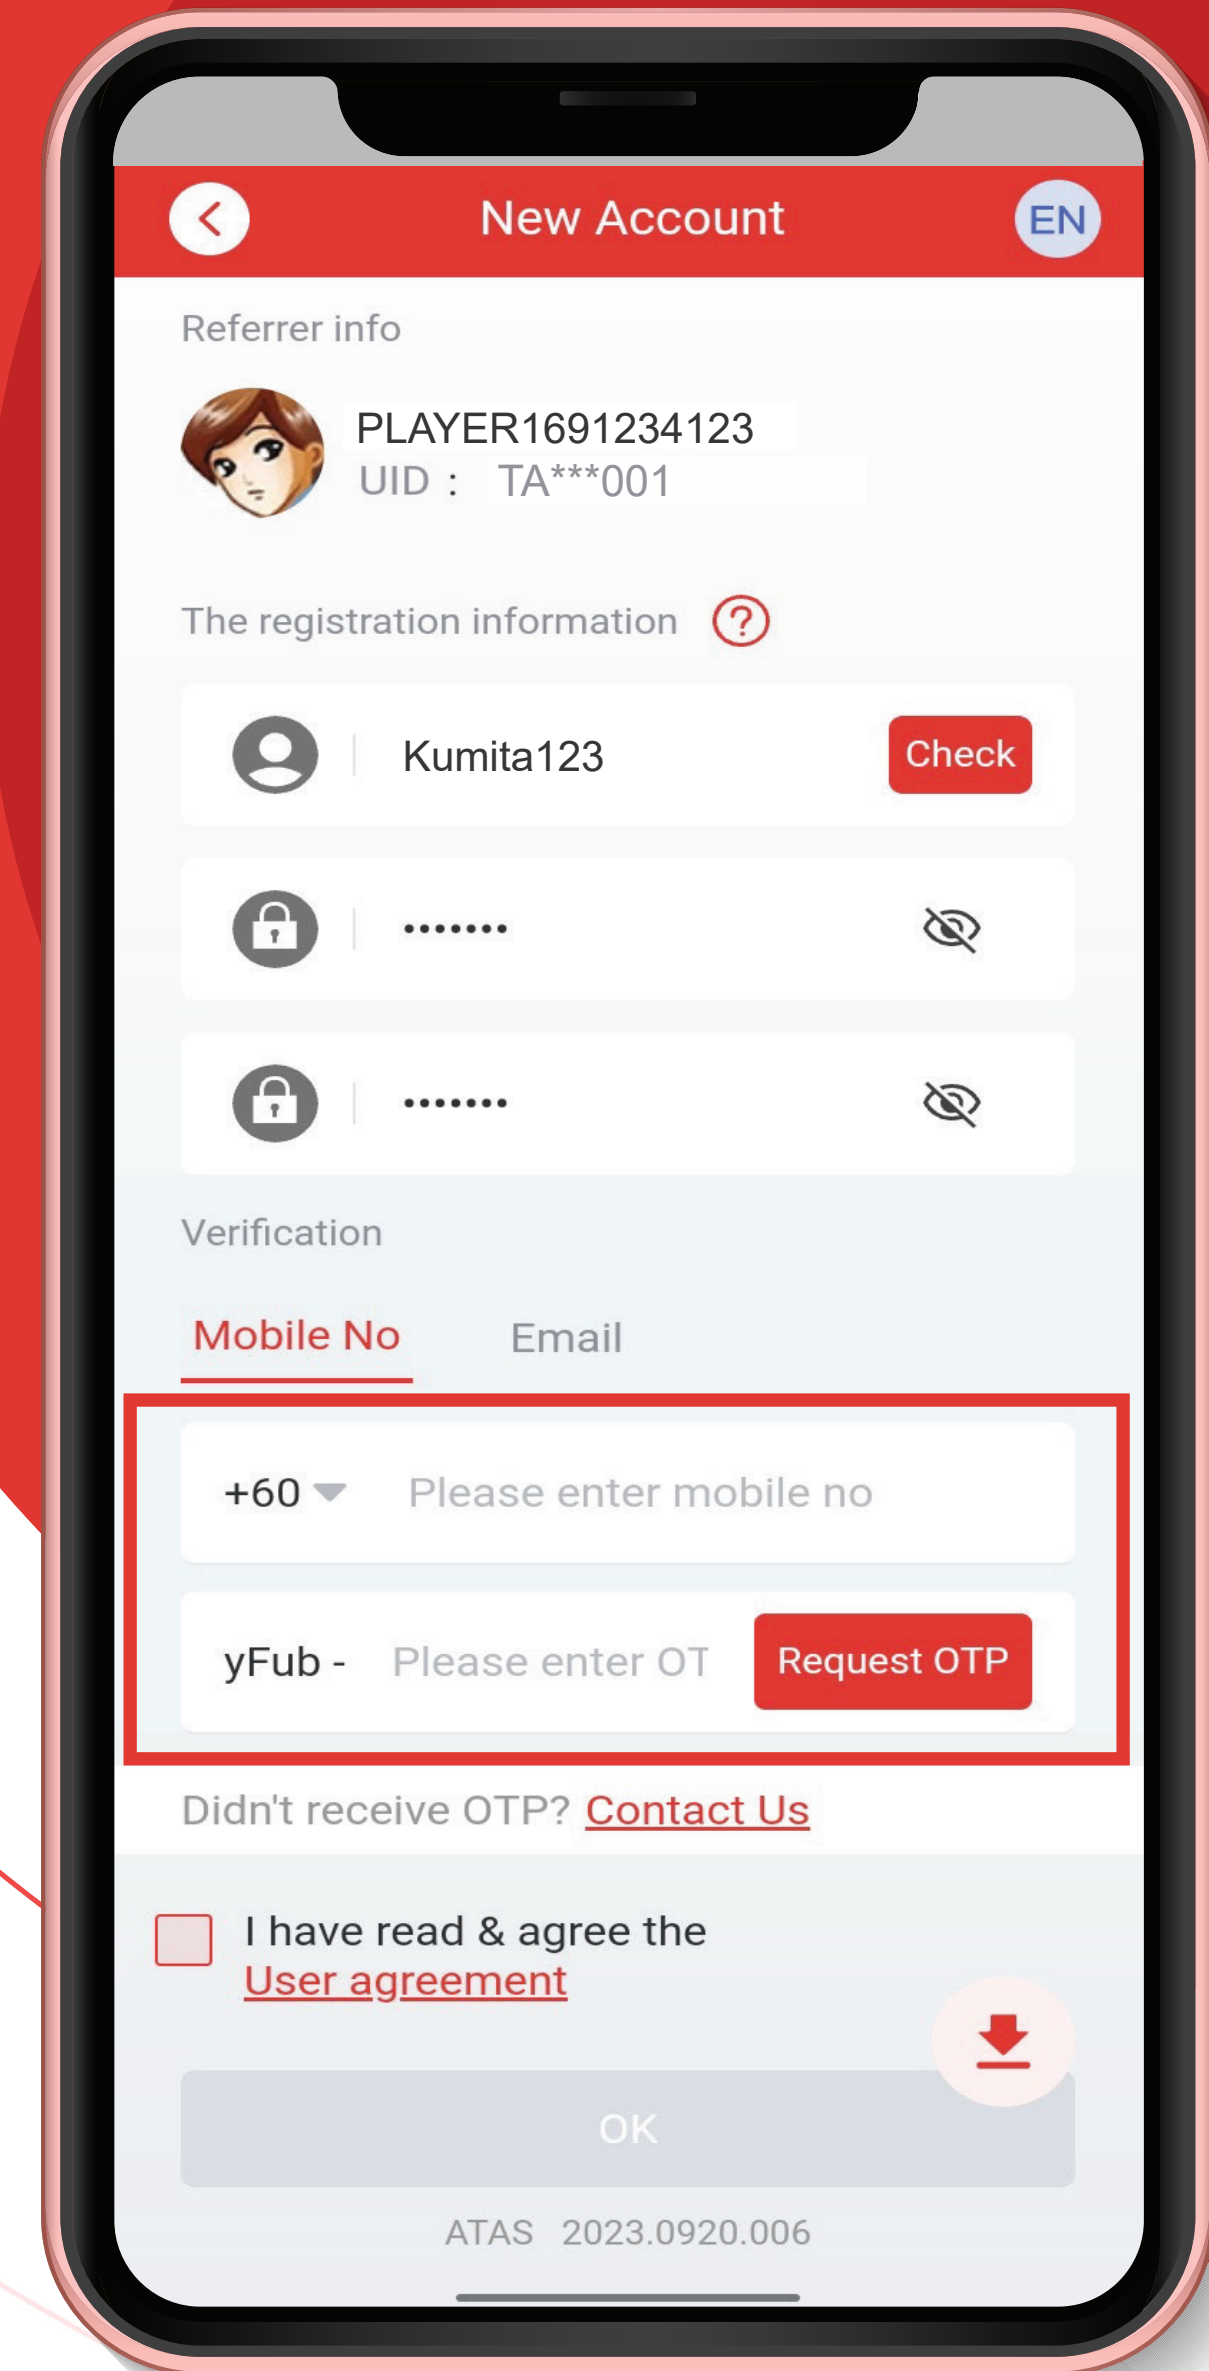 New Account
EN
Referrer info
PLAYER1691234123
UID : TA***001
The registration information ?
Kumita123 Check
•••••••
•••••••
Verification
Mobile No Email
+60 Please enter mobile no
yFub - Please enter OT Request OTP
Didn't receive OTP? Contact Us
I have read & agree the
User agreement
OK
ATAS 2023.0920.006